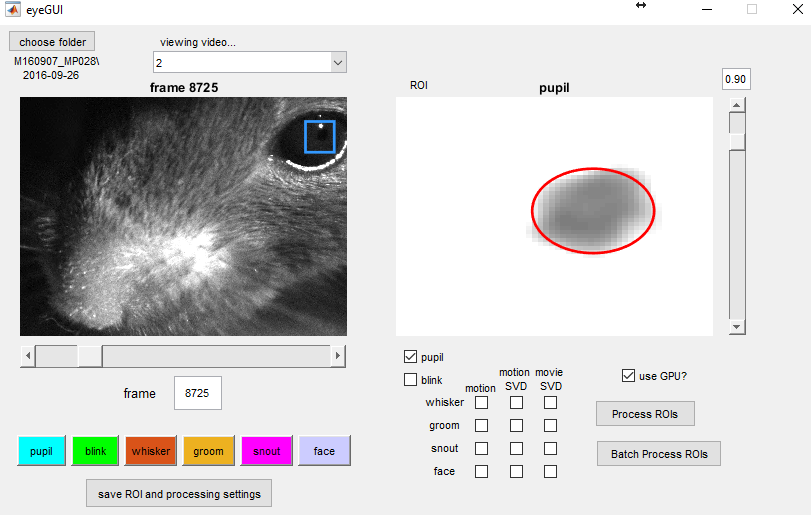 eyeGUI
choose folder
viewing video...
M160907_MP028\
2016-09-26
2
frame 8725
ROI
pupil
0.90
frame
8725
pupil
blink
motion
motion SVD
movie SVD
whisker
groom
snout
face
use GPU?
Process ROIs
Batch Process ROIs
pupil
blink
whisker
groom
snout
face
save ROI and processing settings